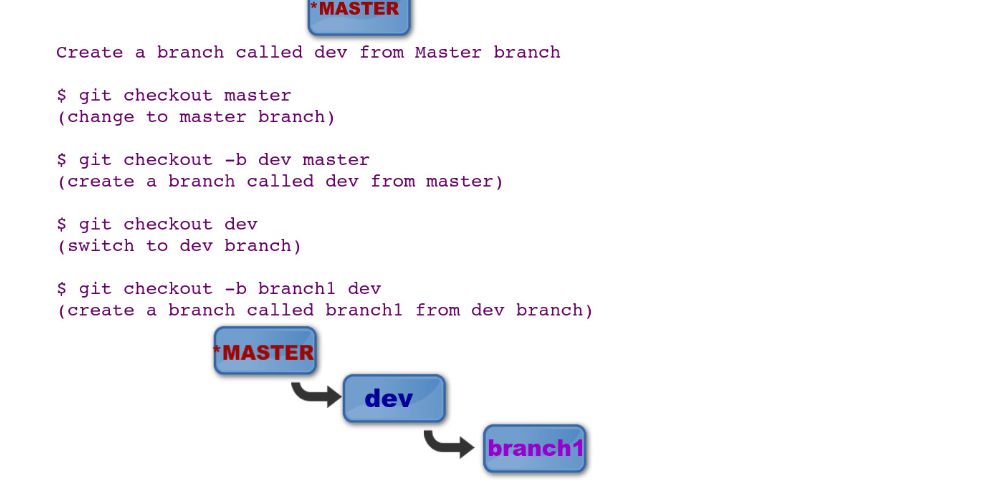 *MASTER
Create a branch called dev from Master branch
$ git checkout master
(change to master branch)
$ git checkout -b dev master
(create a branch called dev from master)
$ git checkout dev
(switch to dev branch)
$ git checkout -b branch1 dev
(create a branch called branch1 from dev branch)
*MASTER
dev
branch1